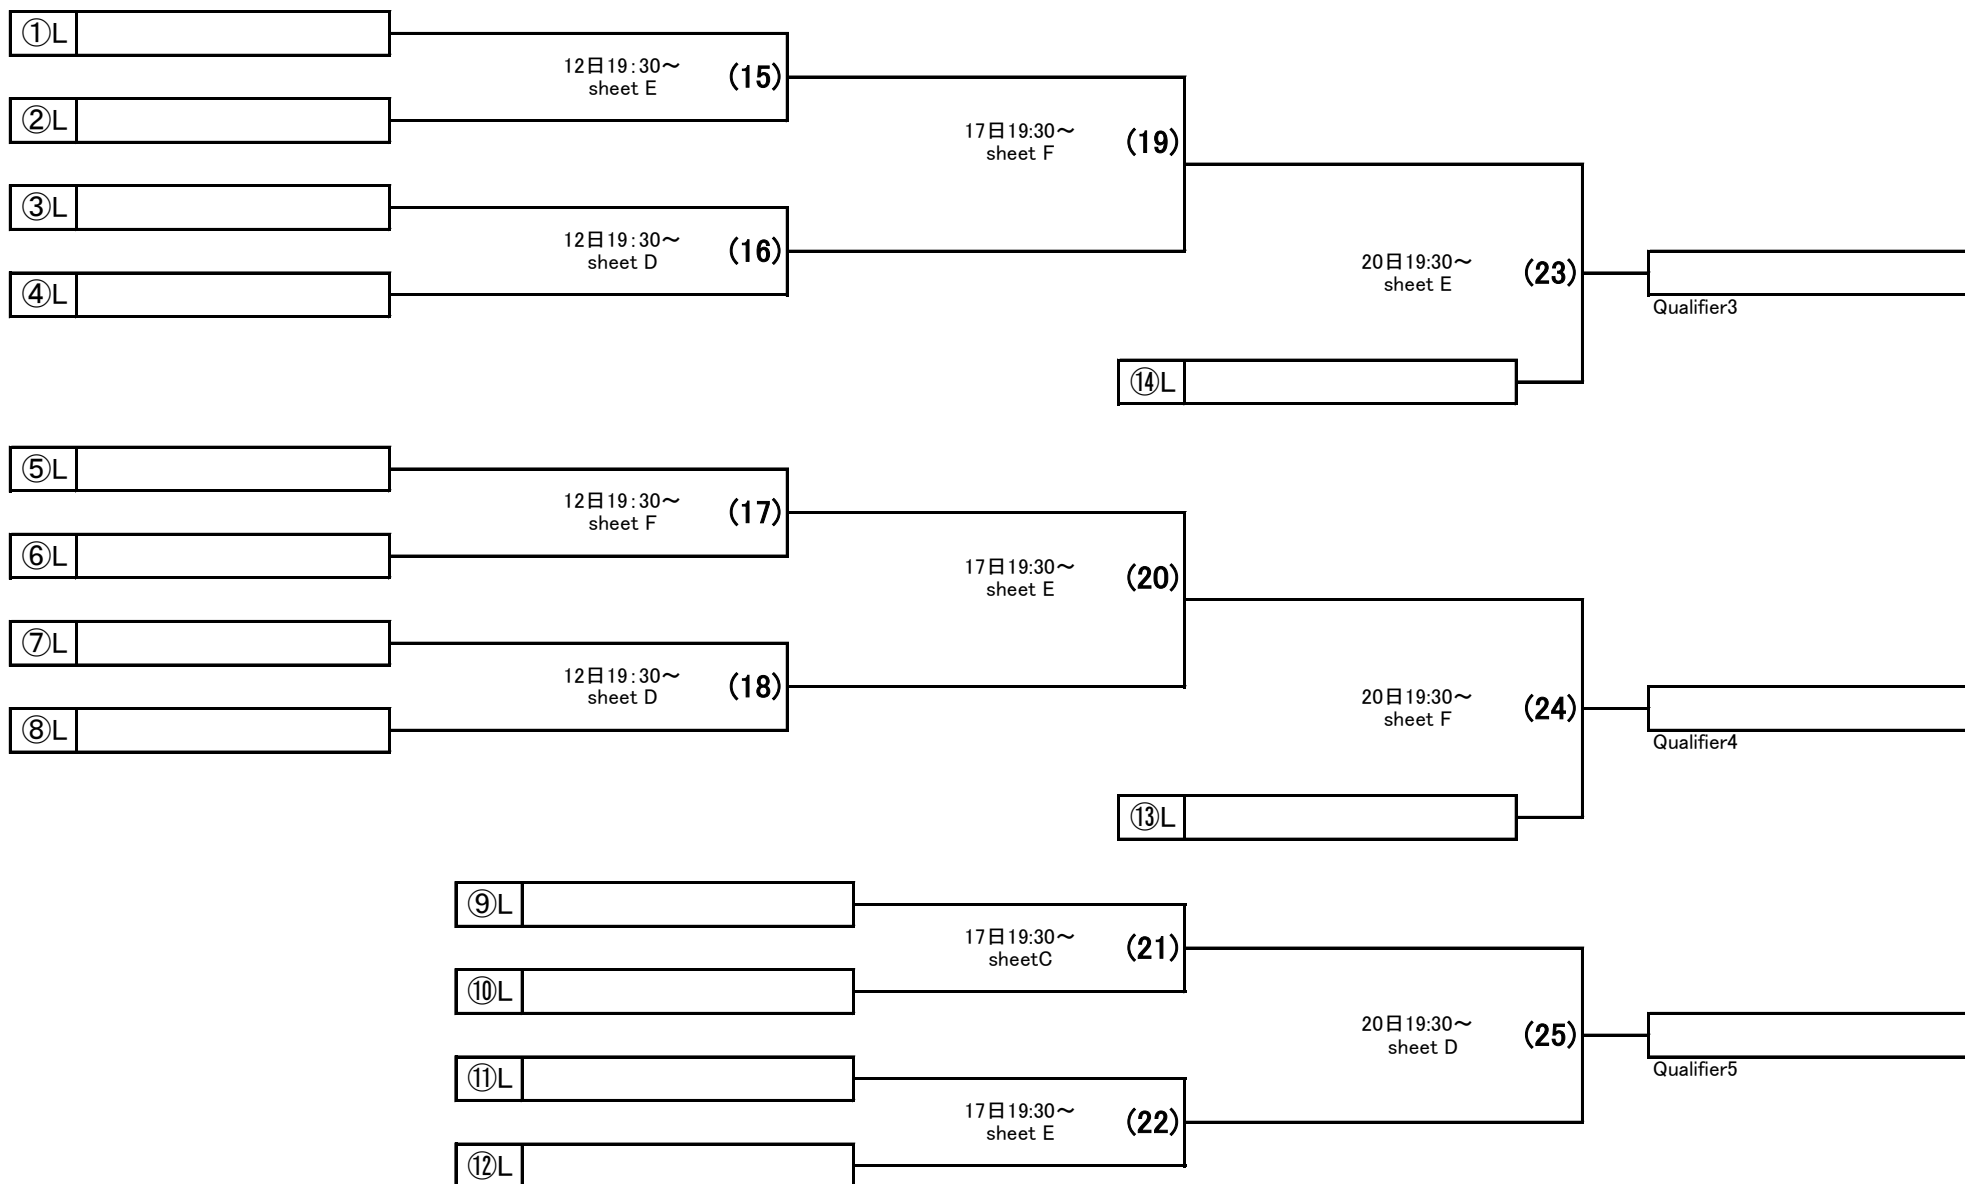 ①L
12日19:30～
sheet E
(15)
②L
17日19:30～
sheet F
(19)
③L
12日19:30～
sheet D
(16)
④L
20日19:30～
sheet E
(23)
Qualifier3
⑭L
⑤L
12日19:30～
sheet F
(17)
⑥L
17日19:30～
sheet E
(20)
⑦L
12日19:30～
sheet D
(18)
⑧L
20日19:30～
sheet F
(24)
Qualifier4
⑬L
⑨L
17日19:30～
sheetC
(21)
⑩L
20日19:30～
sheet D
(25)
Qualifier5
⑪L
17日19:30～
sheet E
(22)
⑫L